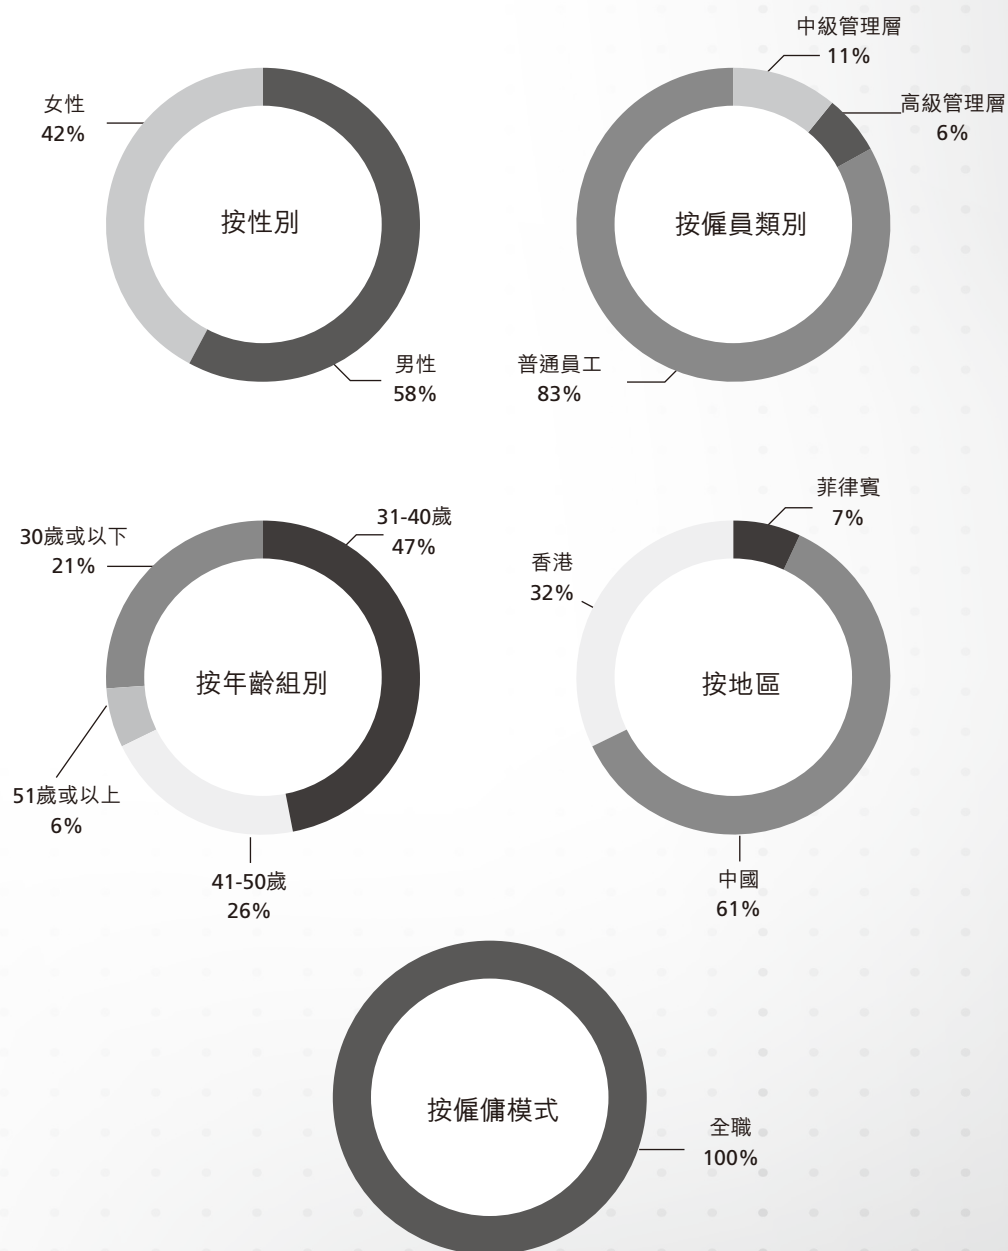 中級管理層
11%
高級管理層
6%
女性
42%
按性別
按僱員類別
男性
58%
普通員工
83%
菲律賓
7%
31-40歲
47%
30歲或以下
21%
香港
32%
按年齡組別
按地區
51歲或以上
6%
41-50歲
26%
中國
61%
按僱傭模式
全職
100%